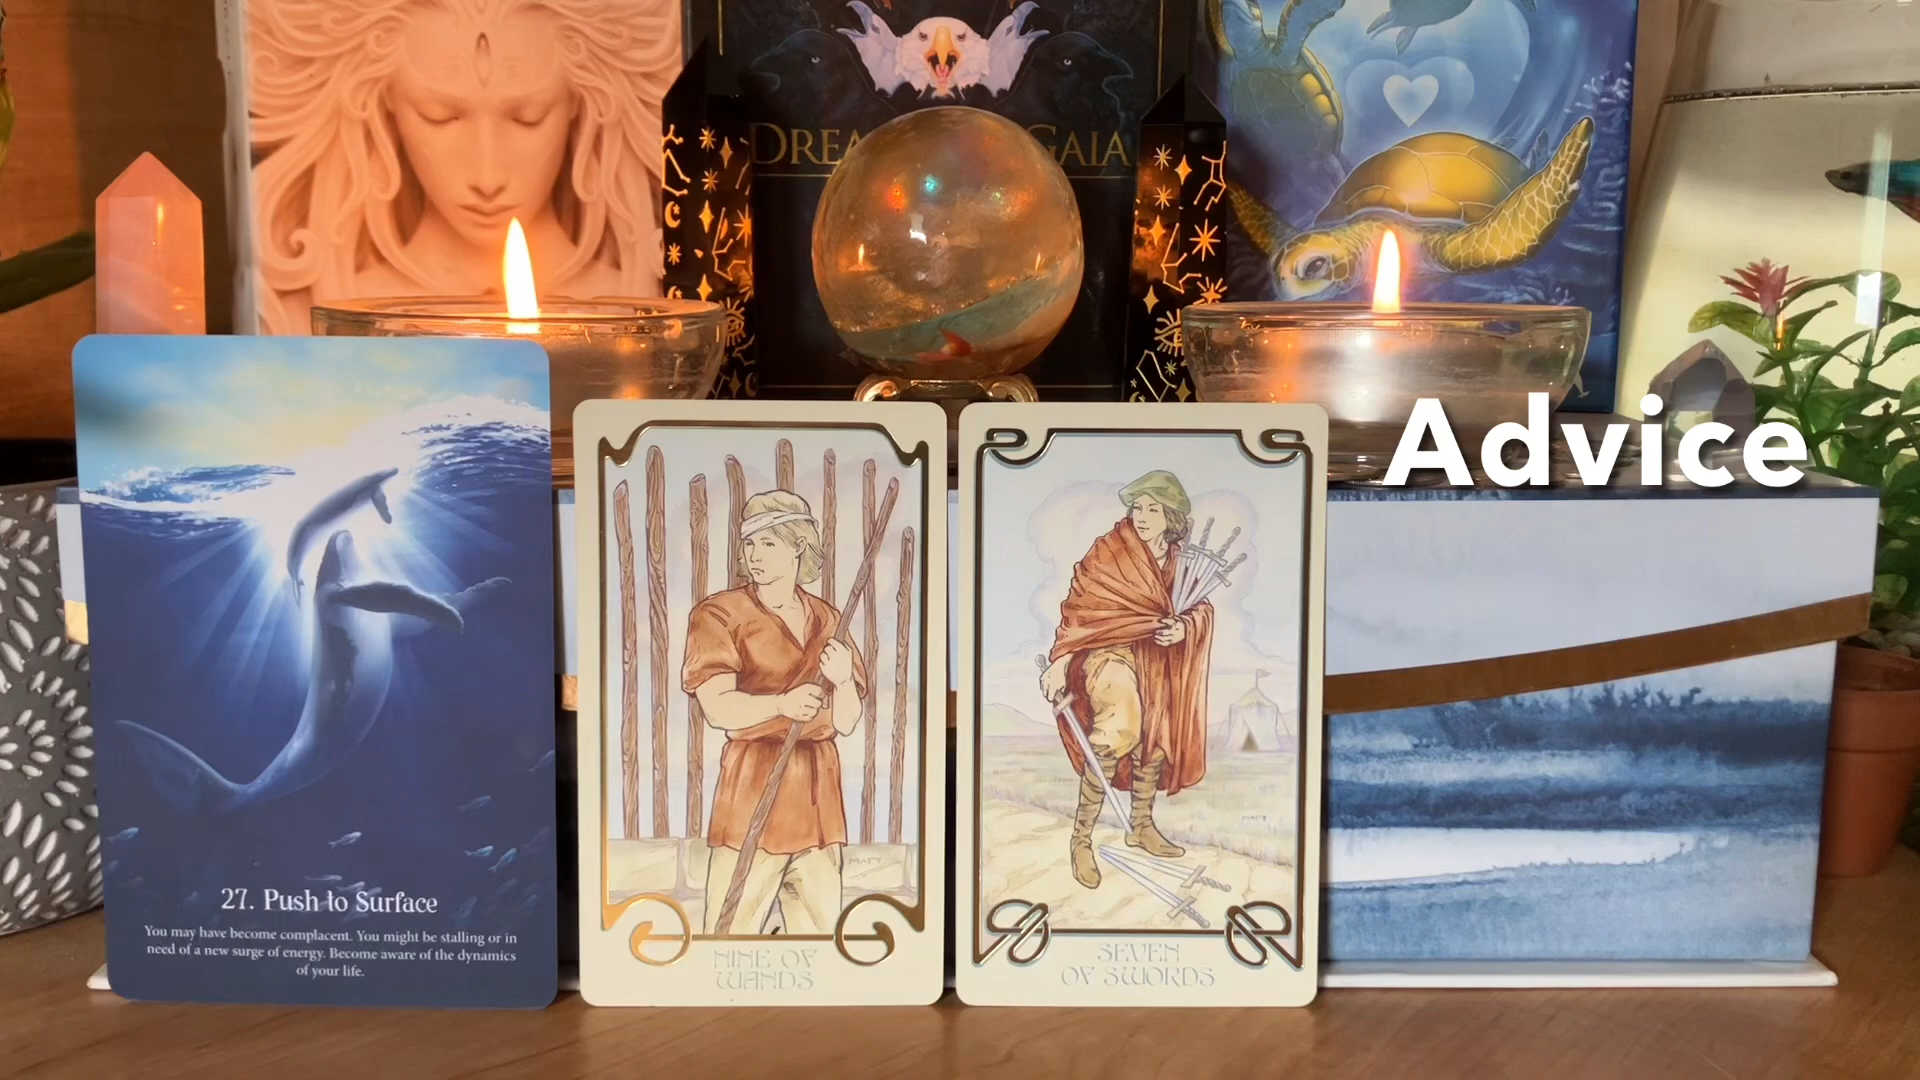 DREA GAIA
Advice
27. Push to Surface
You may have become complacent. You might be stalling or in
need of a new surge of energy. Become aware of the dynamics
of your life.
MATT
NINE OF
WANDS
MATT
SEVEN
OF SWORDS